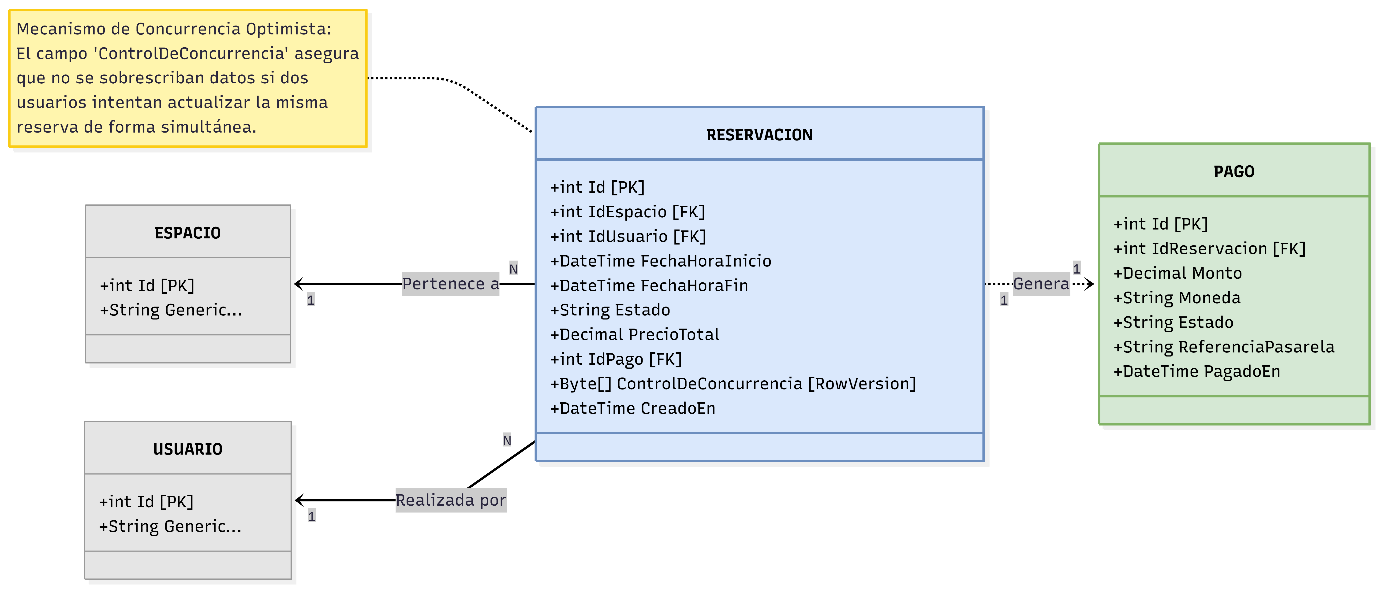 Mecanismo de Concurrencia Optimista:
El campo 'ControlDeConcurrencia' asegura
que no se sobrescriban datos si dos
usuarios intentan actualizar la misma
reserva de forma simultánea.
RESERVACION
+int Id [PK]
+int IdEspacio [FK]
+int IdUsuario [FK]
+DateTime FechaHoraInicio
+DateTime FechaHoraFin
+String Estado
+Decimal PrecioTotal
+int IdPago [FK]
+Byte[] ControlDeConcurrencia [RowVersion]
+DateTime CreadoEn
PAGO
+int Id [PK]
+int IdReservacion [FK]
+Decimal Monto
+String Moneda
+String Estado
+String ReferenciaPasarela
+DateTime PagadoEn
ESPACIO
+int Id [PK]
+String Generic...
1
Pertenece a
N
1
Genera
1
USUARIO
+int Id [PK]
+String Generic...
1
Realizada por
N